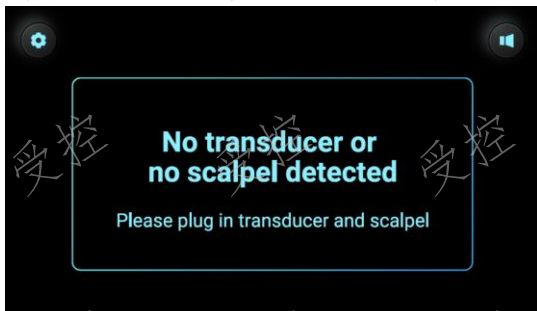 No transducer or
no scalpel detected
Please plug in transducer and scalpel
受控
受控
受控